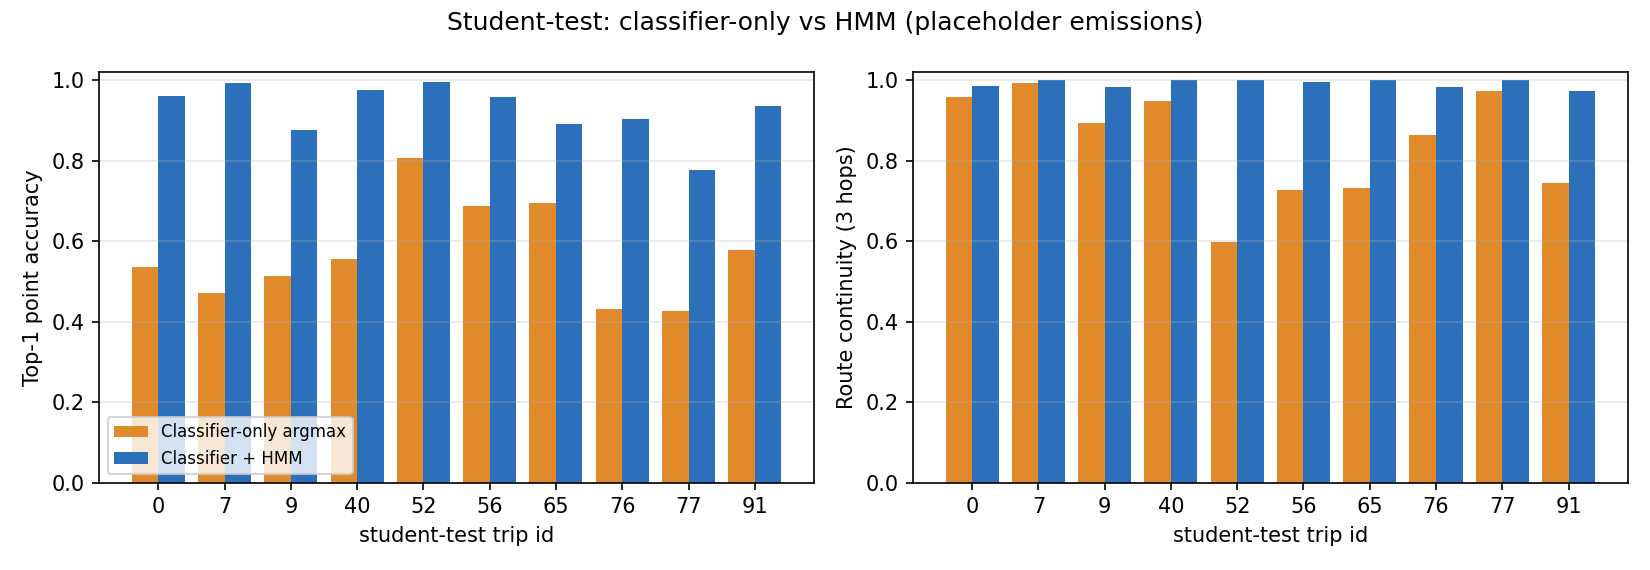 Student-test: classifier-only vs HMM (placeholder emissions)
Top-1 point accuracy
1.0
0.8
0.6
0.4
0.2
0.0
Classifier-only argmax
Classifier + HMM
0 7 9 40 52 56 65 76 77 91
student-test trip id
Route continuity (3 hops)
1.0
0.8
0.6
0.4
0.2
0.0
0 7 9 40 52 56 65 76 77 91
student-test trip id